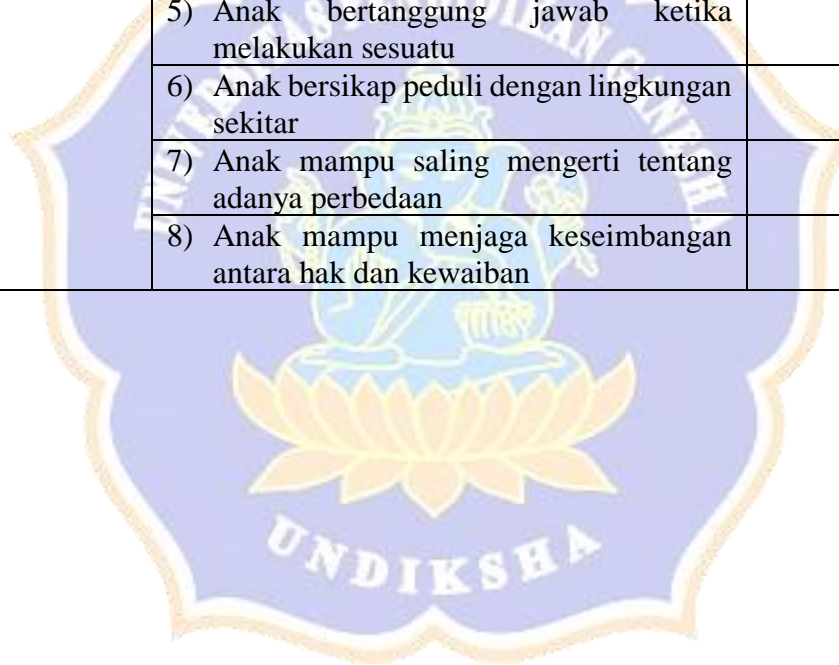 5) Anak bertanggung jawab ketika
melakukan sesuatu
6) Anak bersikap peduli dengan lingkungan
sekitar
7) Anak mampu saling mengerti tentang
adanya perbedaan
8) Anak mampu menjaga keseimbangan
antara hak dan kewaiban
UNDIKSHA